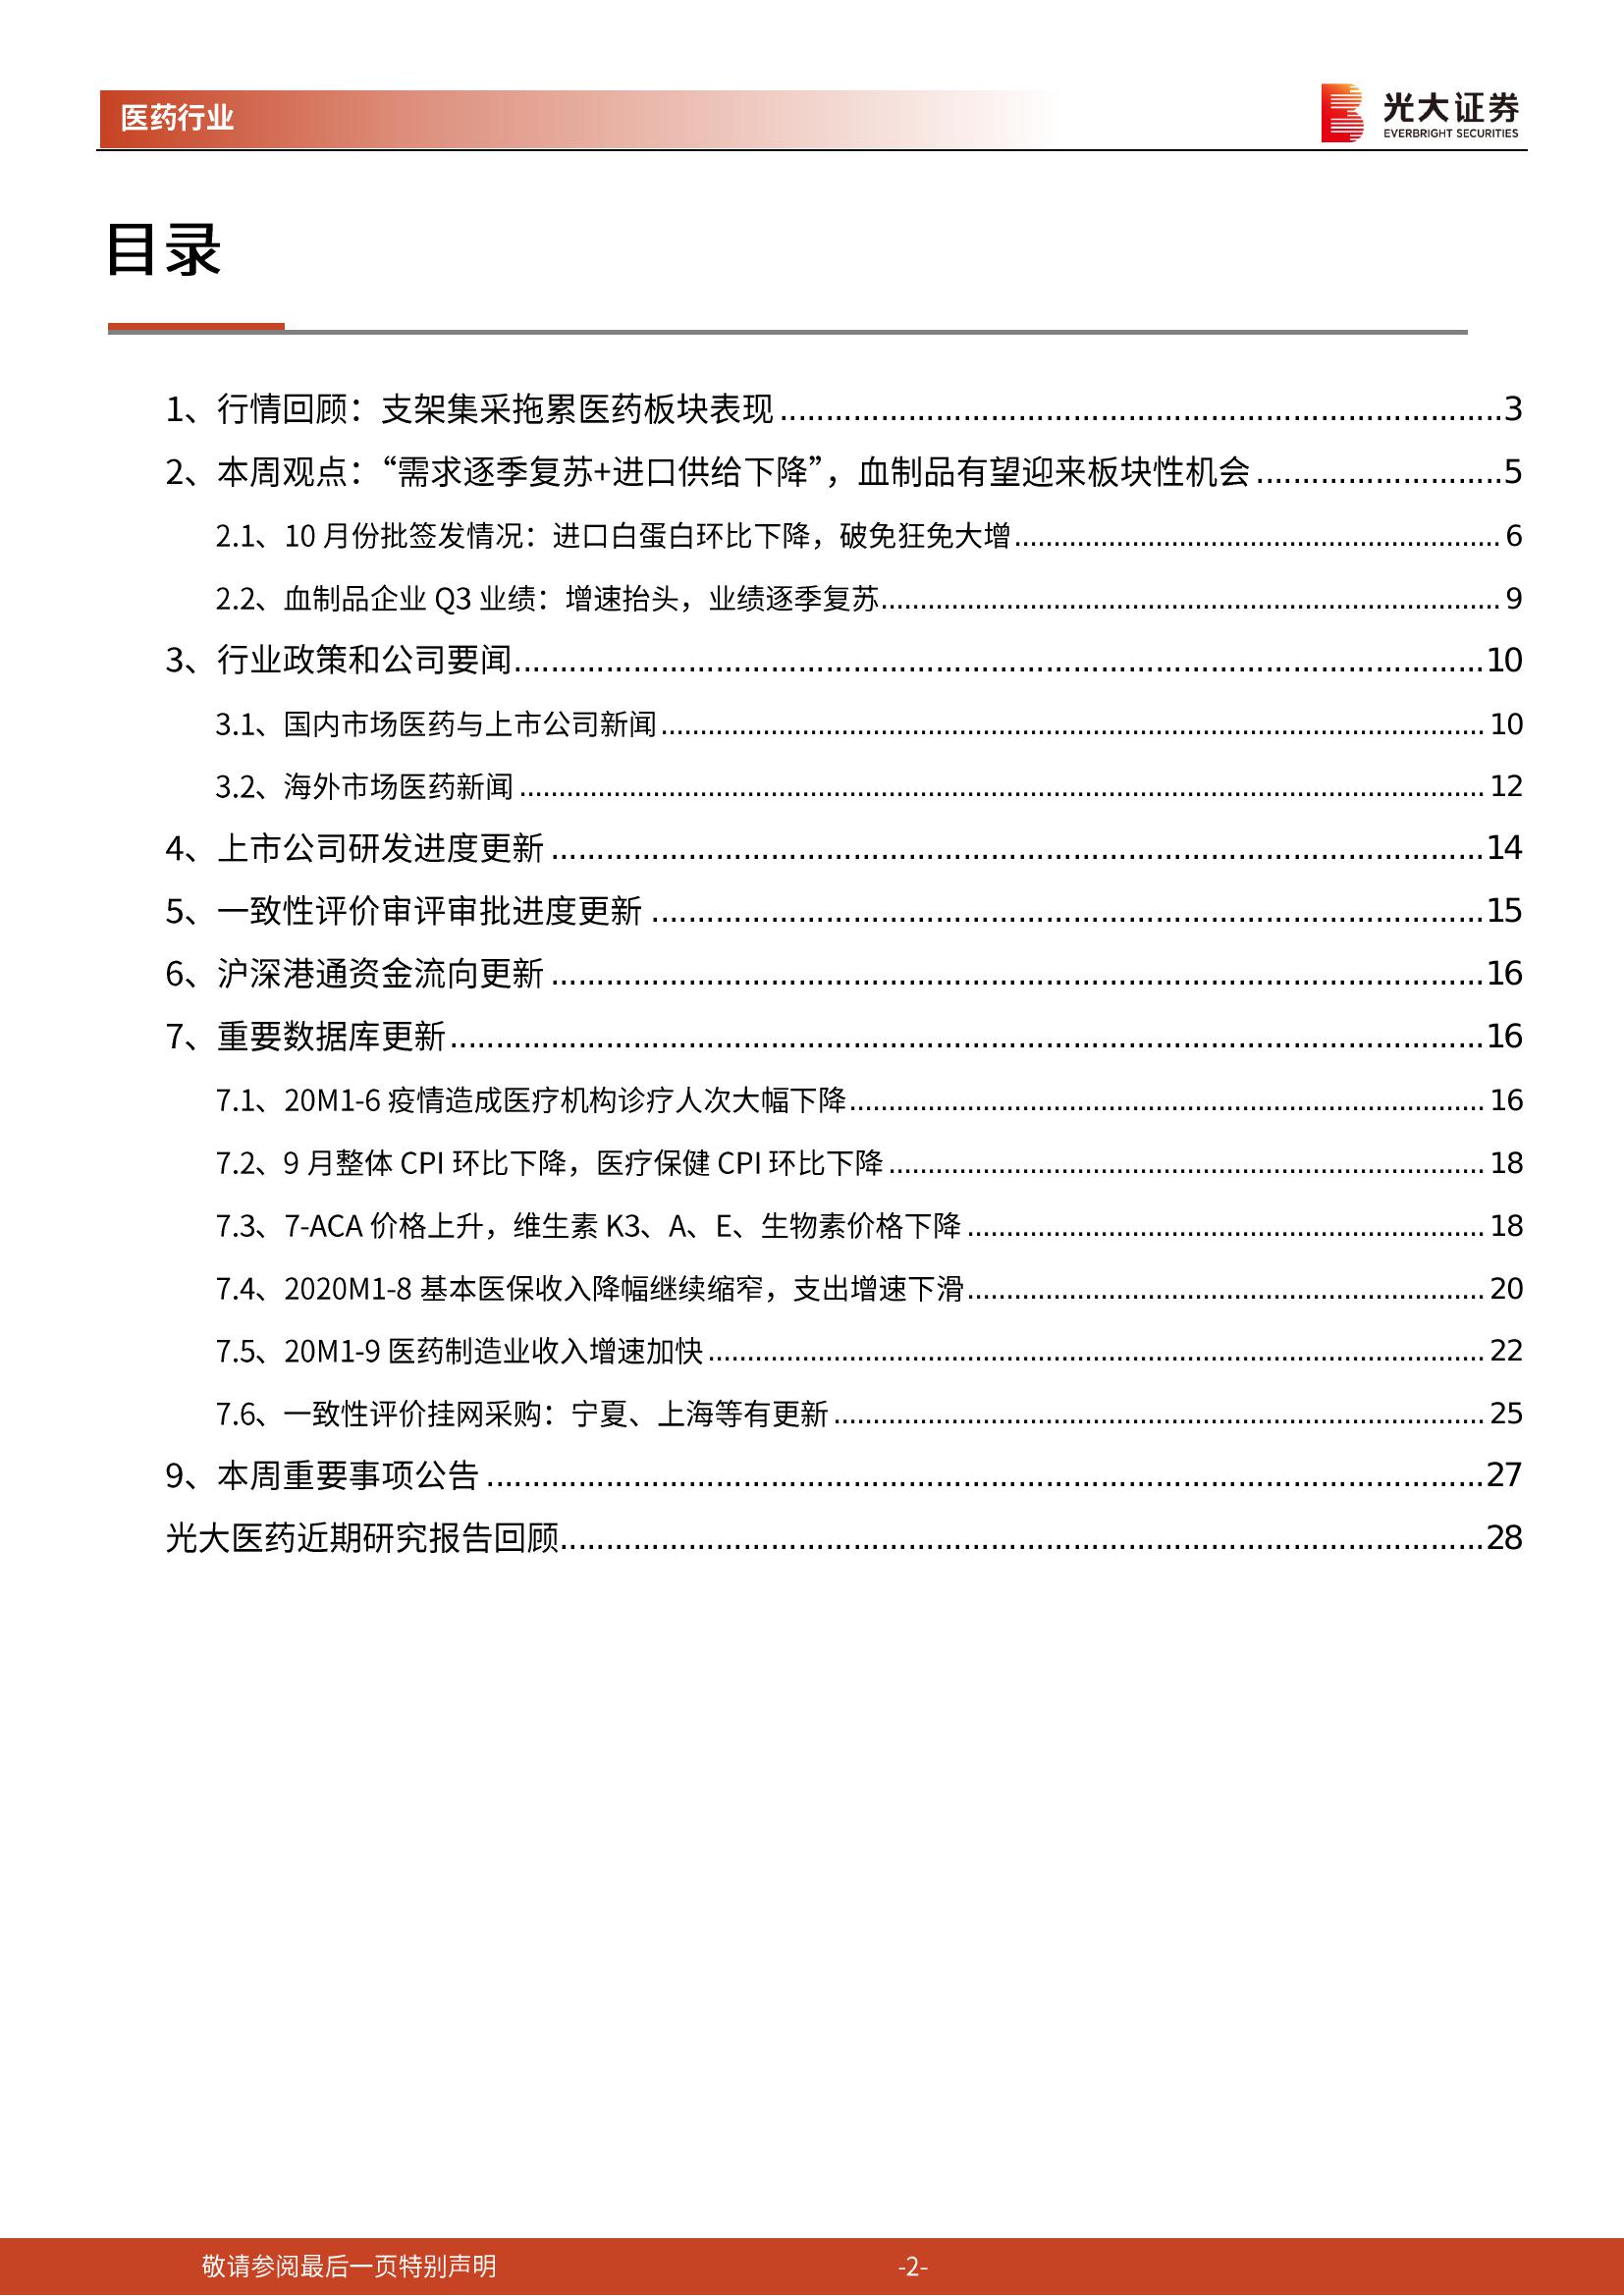 医药行业
光大证券
EVERBRIGHT SECURITIES
目录
1、行情回顾：支架集采拖累医药板块表现 ........ 3
2、本周观点：“需求逐季复苏+进口供给下降”，血制品有望迎来板块性机会 ........ 5
2.1、10 月份批签发情况：进口白蛋白环比下降，破免狂免大增 ........ 6
2.2、血制品企业 Q3 业绩：增速抬头，业绩逐季复苏 ........ 9
3、行业政策和公司要闻 ........ 10
3.1、国内市场医药与上市公司新闻 ........ 10
3.2、海外市场医药新闻 ........ 12
4、上市公司研发进度更新 ........ 14
5、一致性评价审评审批进度更新 ........ 15
6、沪深港通资金流向更新 ........ 16
7、重要数据库更新 ........ 16
7.1、20M1-6 疫情造成医疗机构诊疗人次大幅下降 ........ 16
7.2、9 月整体 CPI 环比下降，医疗保健 CPI 环比下降 ........ 18
7.3、7-ACA 价格上升，维生素 K3、A、E、生物素价格下降 ........ 18
7.4、2020M1-8 基本医保收入降幅继续缩窄，支出增速下滑 ........ 20
7.5、20M1-9 医药制造业收入增速加快 ........ 22
7.6、一致性评价挂网采购：宁夏、上海等有更新 ........ 25
9、本周重要事项公告 ........ 27
光大医药近期研究报告回顾 ........ 28
敬请参阅最后一页特别声明
-2-